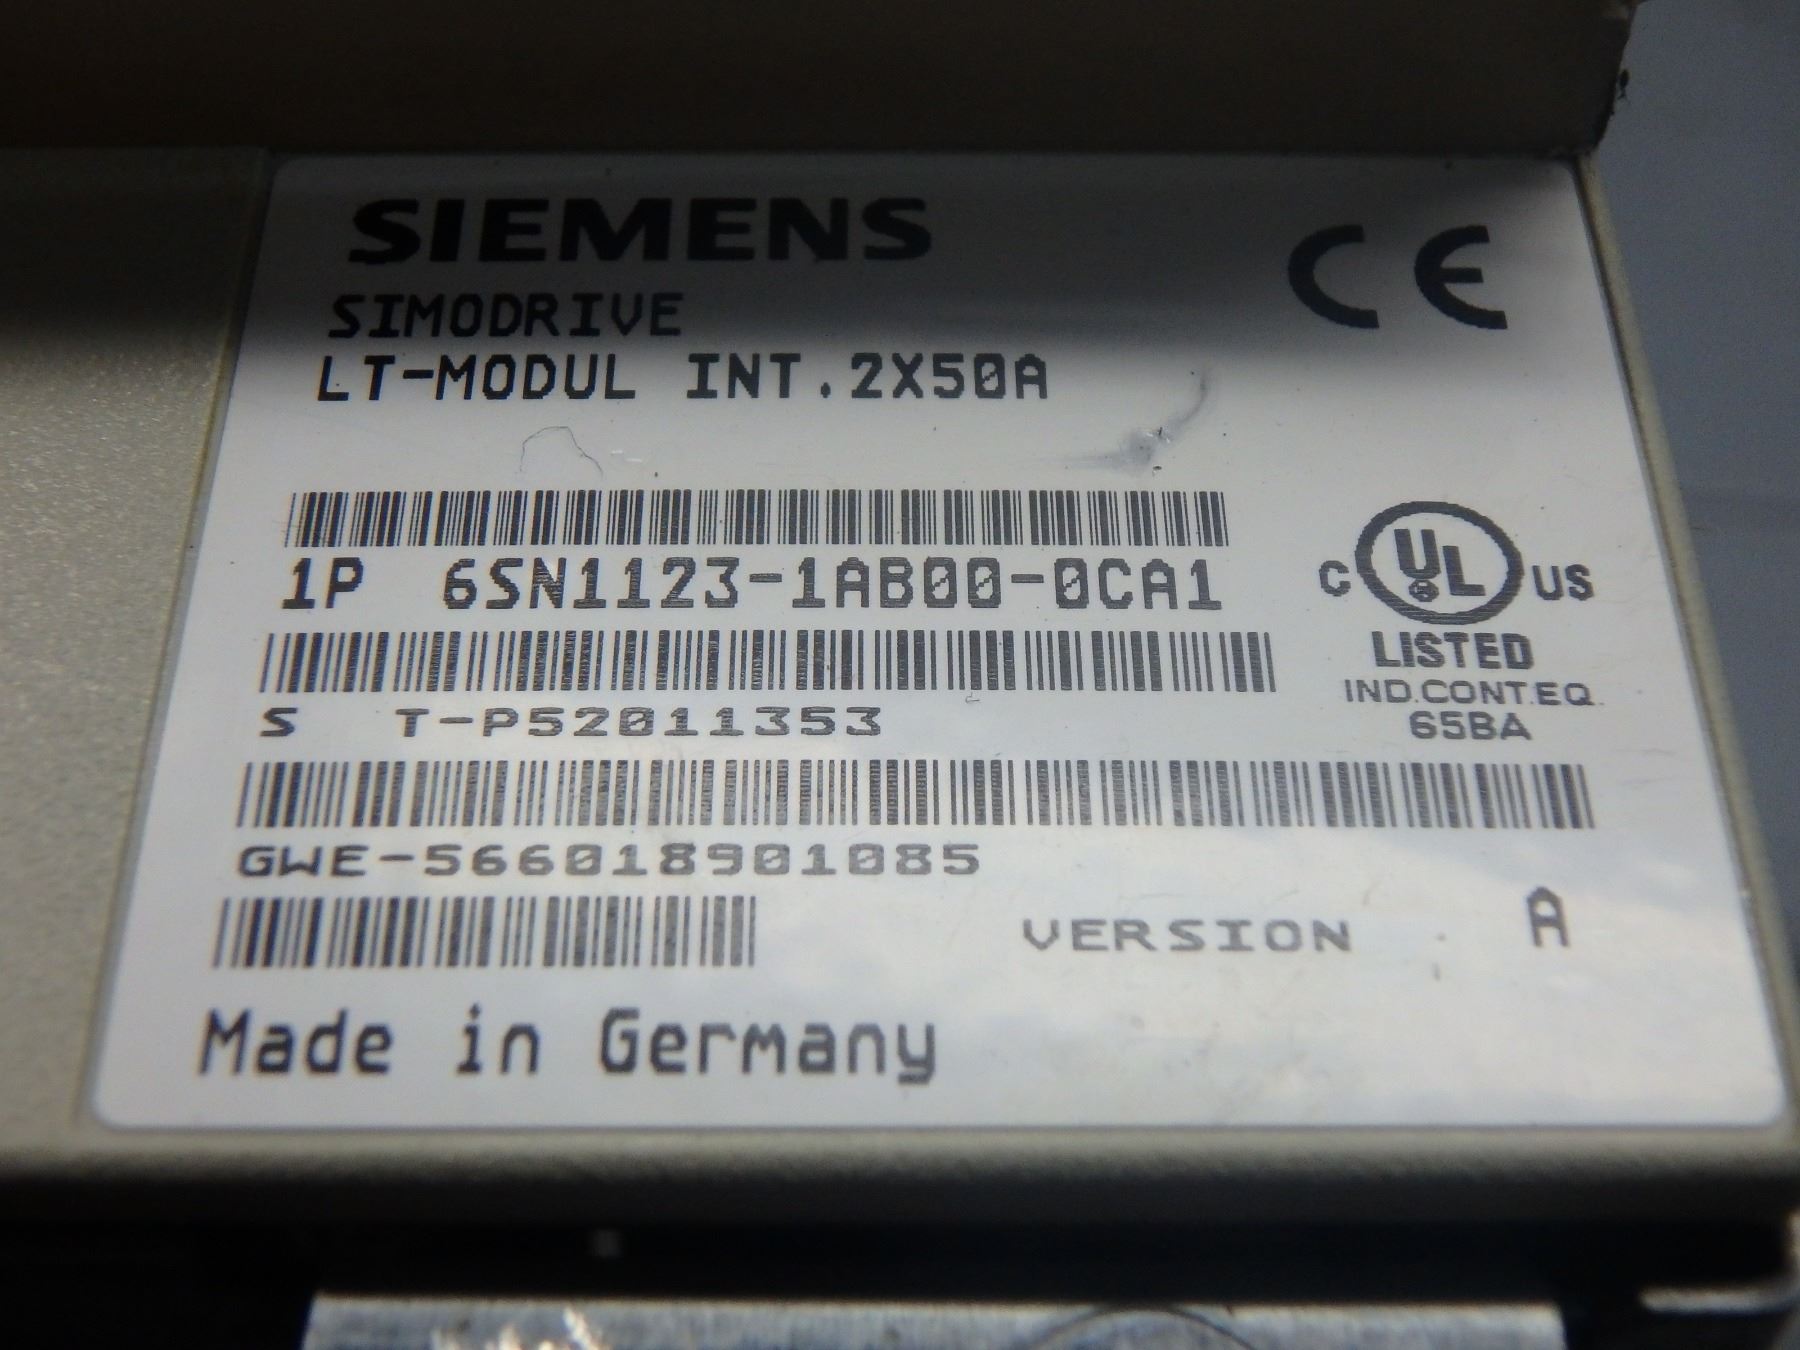 SIEMENS
CE
SIMODRIVE
LT-MODUL INT.2X50A
1P 6SN1123-1AB00-0CA1
C UL® US
LISTED
IND.CONT.EQ.
65BA
S T-P52011353
GWE-566018901085
VERSION A
Made in Germany